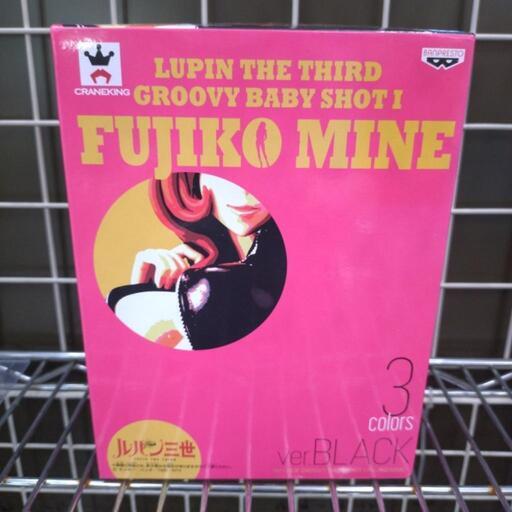 CRANEKING
BANPRESTO
LUPIN THE THIRD
GROOVY BABY SHOT I
FUJIKO MINE
3
colors
ver.BLACK
ルパン三世